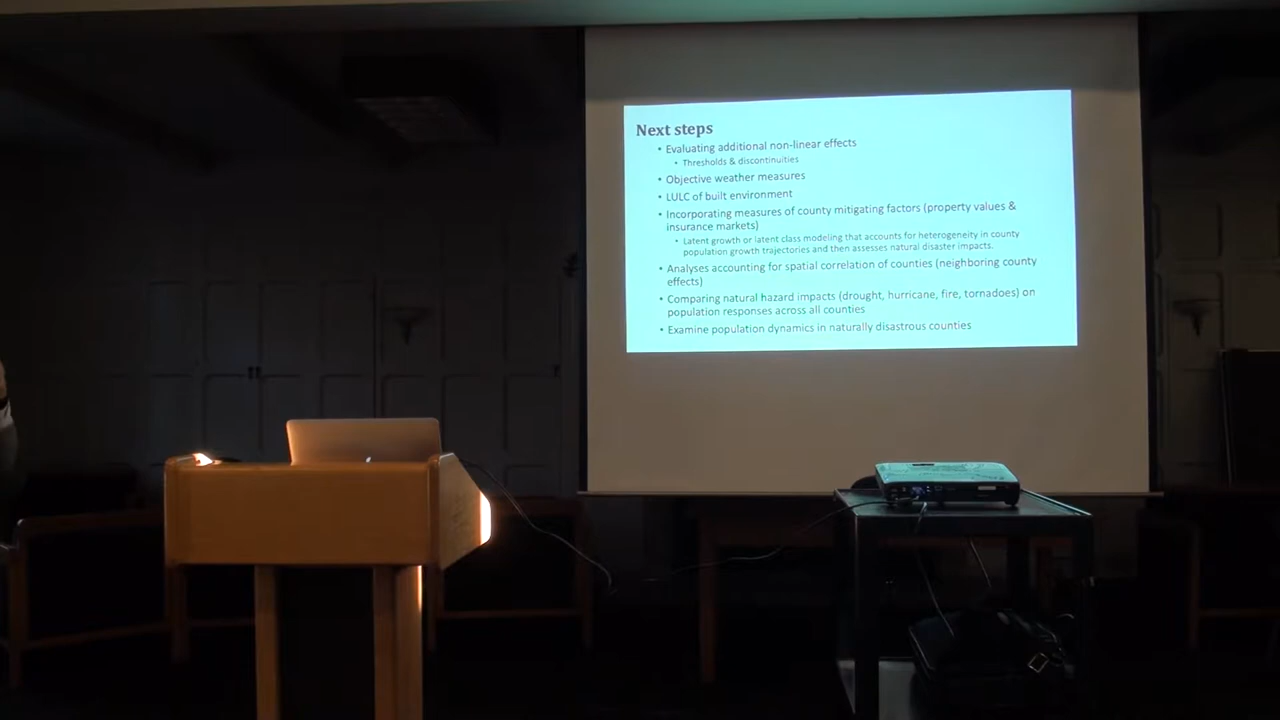 Next steps
• Evaluating additional non-linear effects
• Thresholds & discontinuities
• Objective weather measures
• LULC of built environment
• Incorporating measures of county mitigating factors (property values &
insurance markets)
• Latent growth or latent class modeling that accounts for heterogeneity in county
population growth trajectories and then assesses natural disaster impacts.
• Analyses accounting for spatial correlation of counties (neighboring county
effects)
• Comparing natural hazard impacts (drought, hurricane, fire, tornadoes) on
population responses across all counties
• Examine population dynamics in naturally disastrous counties